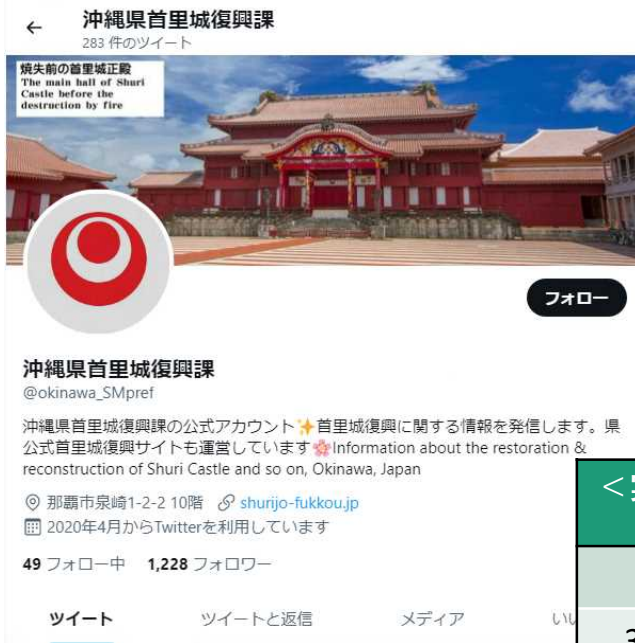 沖縄県首里城復興課
283 件のツイート
焼失前の首里城正殿
The main hall of Shuri
Castle before the
destruction by fire
フォロー
沖縄県首里城復興課
@okinawa_SMpref
沖縄県首里城復興課の公式アカウント✨首里城復興に関する情報を発信します。県
公式首里城復興サイトも運営しています🌺Information about the restoration &
reconstruction of Shuri Castle and so on, Okinawa, Japan
那覇市泉崎1-2-2 10階 shurijo-fukkou.jp
2020年4月からTwitterを利用しています
49 フォロー中 1,228 フォロワー
ツイート ツイートと返信 メディア